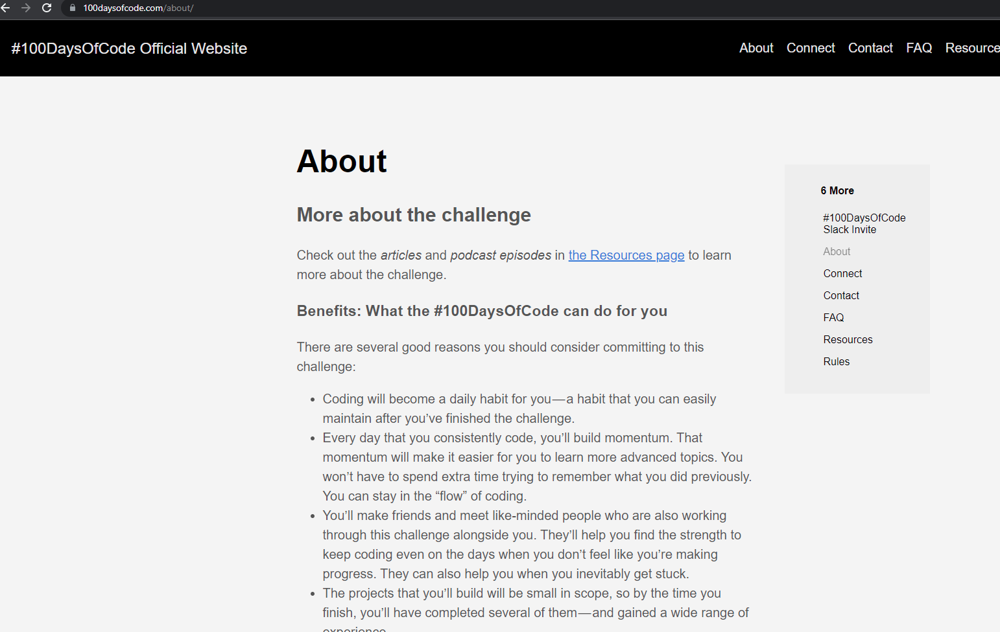 100daysofcode.com/about/
#100DaysOfCode Official Website
About Connect Contact FAQ Resource
About
More about the challenge
Check out the articles and podcast episodes in the Resources page to learn
more about the challenge.
Benefits: What the #100DaysOfCode can do for you
There are several good reasons you should consider committing to this
challenge:
• Coding will become a daily habit for you — a habit that you can easily
maintain after you’ve finished the challenge.
• Every day that you consistently code, you’ll build momentum. That
momentum will make it easier for you to learn more advanced topics. You
won’t have to spend extra time trying to remember what you did previously.
You can stay in the “flow” of coding.
• You’ll make friends and meet like-minded people who are also working
through this challenge alongside you. They’ll help you find the strength to
keep coding even on the days when you don’t feel like you’re making
progress. They can also help you when you inevitably get stuck.
• The projects that you’ll build will be small in scope, so by the time you
finish, you’ll have completed several of them — and gained a wide range of
experience
6 More
#100DaysOfCode
Slack Invite
About
Connect
Contact
FAQ
Resources
Rules